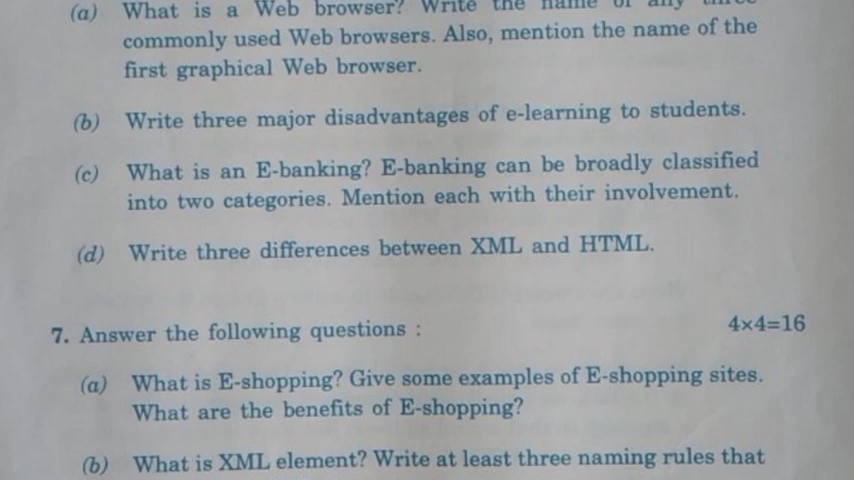 (a) What is a Web browser? Write the name of any three
commonly used Web browsers. Also, mention the name of the
first graphical Web browser.
(b) Write three major disadvantages of e-learning to students.
(c) What is an E-banking? E-banking can be broadly classified
into two categories. Mention each with their involvement.
(d) Write three differences between XML and HTML.
7. Answer the following questions : 4×4=16
(a) What is E-shopping? Give some examples of E-shopping sites.
What are the benefits of E-shopping?
(b) What is XML element? Write at least three naming rules that